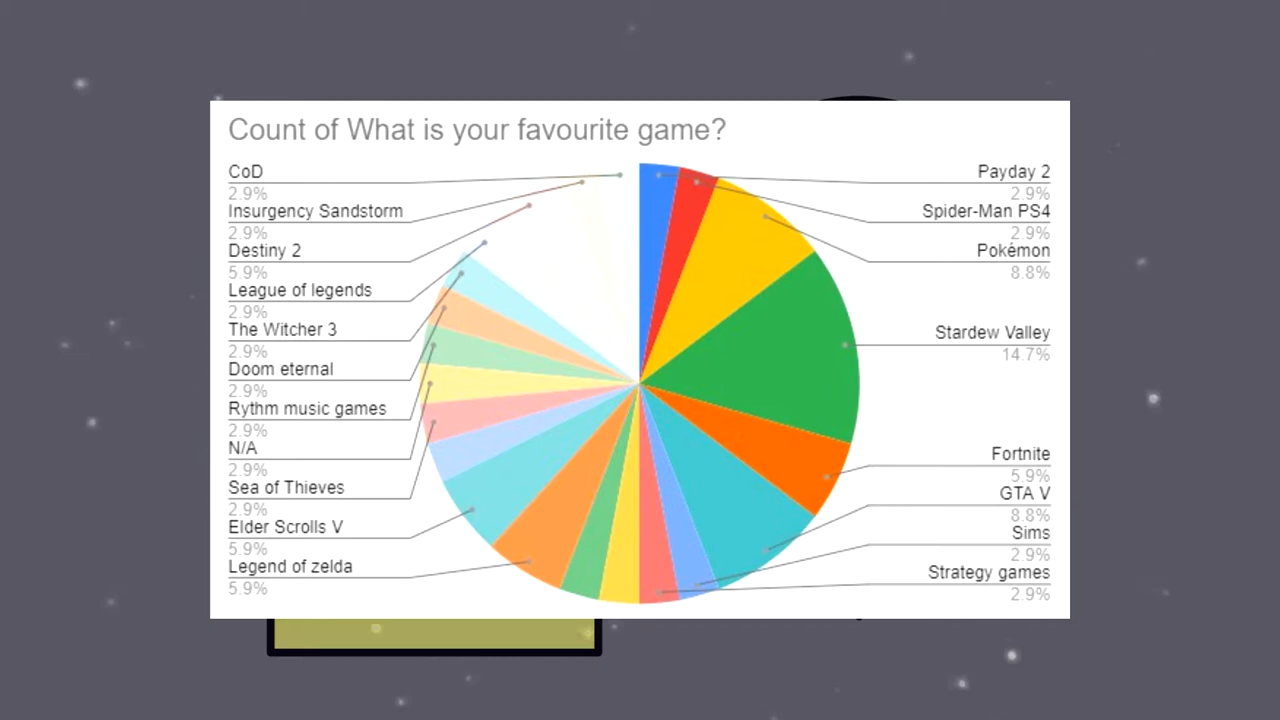 Count of What is your favourite game?
CoD
2.9%
Insurgency Sandstorm
2.9%
Destiny 2
5.9%
League of legends
2.9%
The Witcher 3
2.9%
Doom eternal
2.9%
Rythm music games
2.9%
N/A
2.9%
Sea of Thieves
2.9%
Elder Scrolls V
5.9%
Legend of zelda
5.9%
Payday 2
2.9%
Spider-Man PS4
2.9%
Pokémon
8.8%
Stardew Valley
14.7%
Fortnite
5.9%
GTA V
8.8%
Sims
2.9%
Strategy games
2.9%